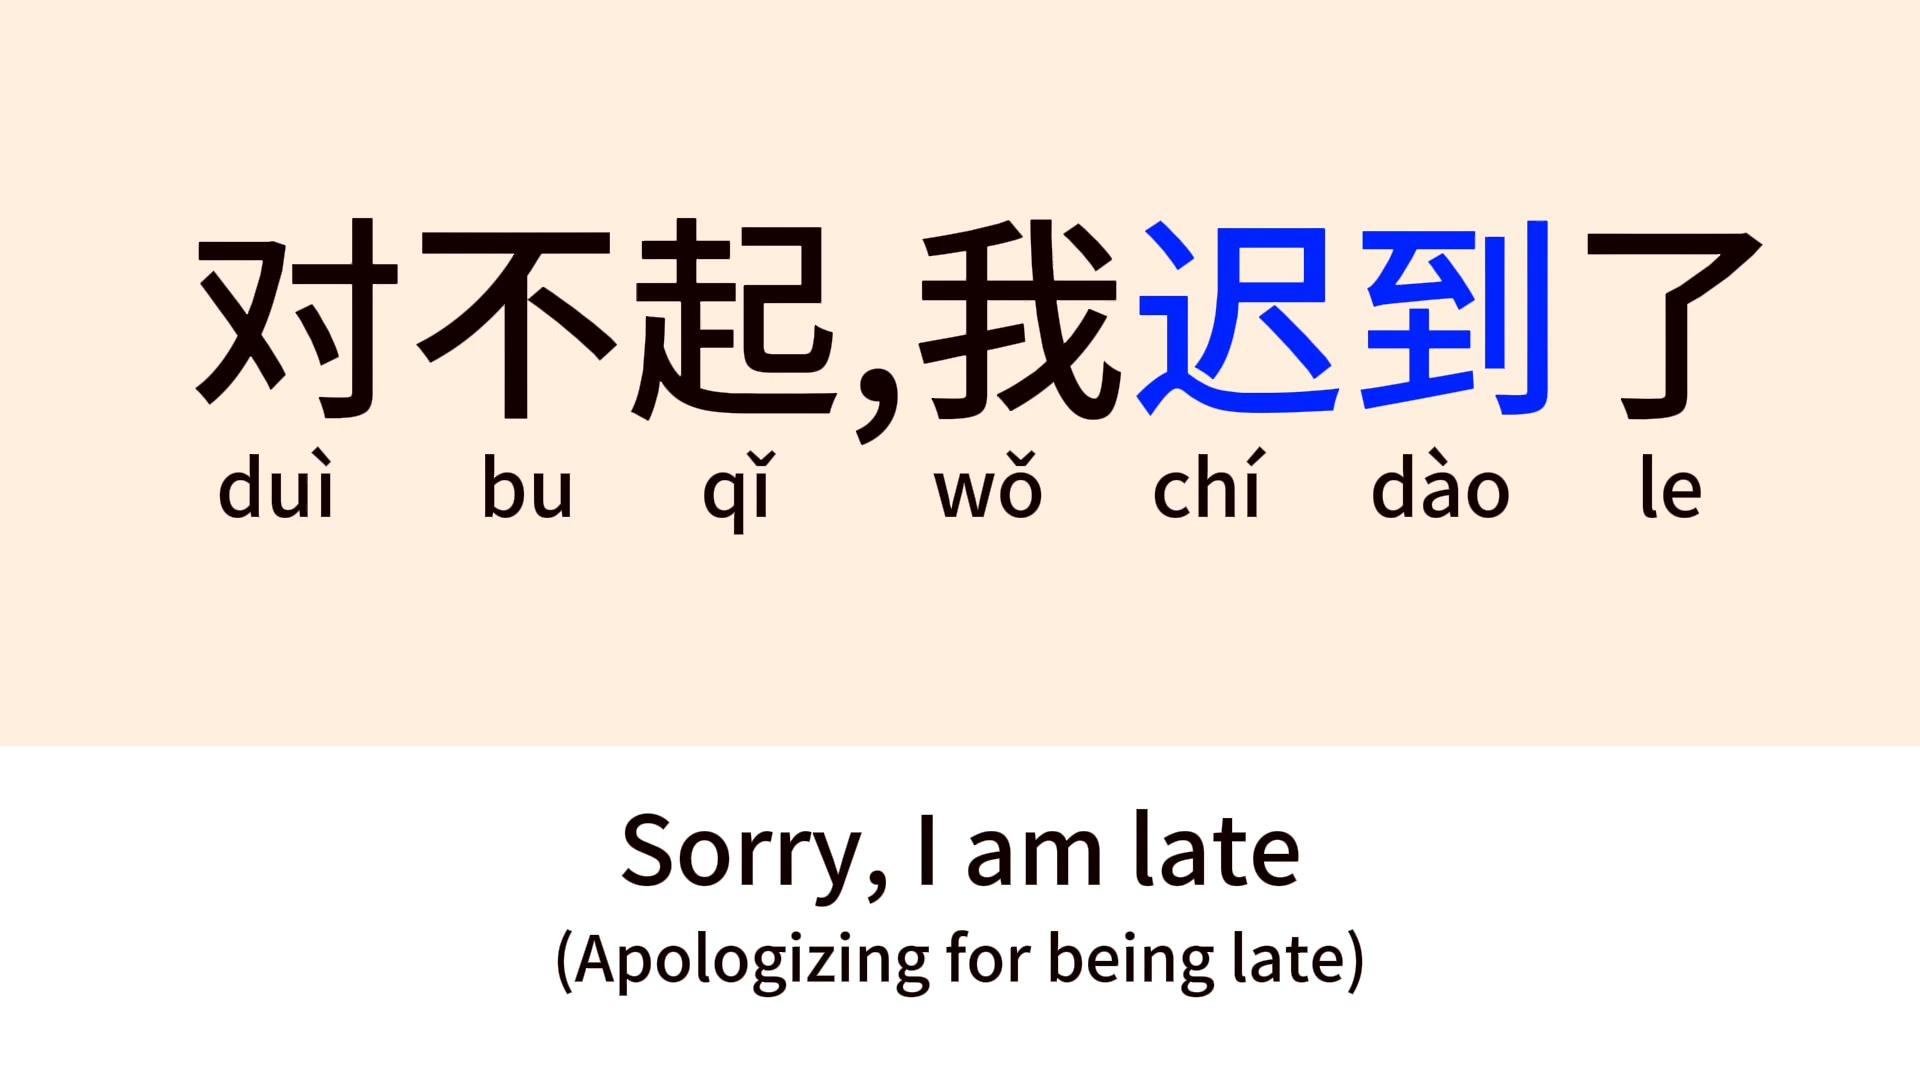 对不起,我迟到了
duì bu qǐ wǒ chí dào le
Sorry, I am late
(Apologizing for being late)